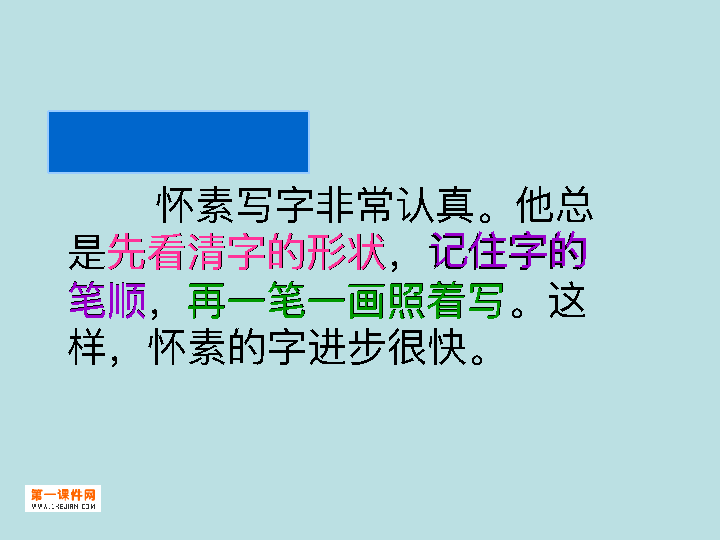 怀素写字非常认真。他总
是先看清字的形状，记住字的
笔顺，再一笔一画照着写。这
样，怀素的字进步很快。
第一课件网
WWW.1KEJIAN.COM